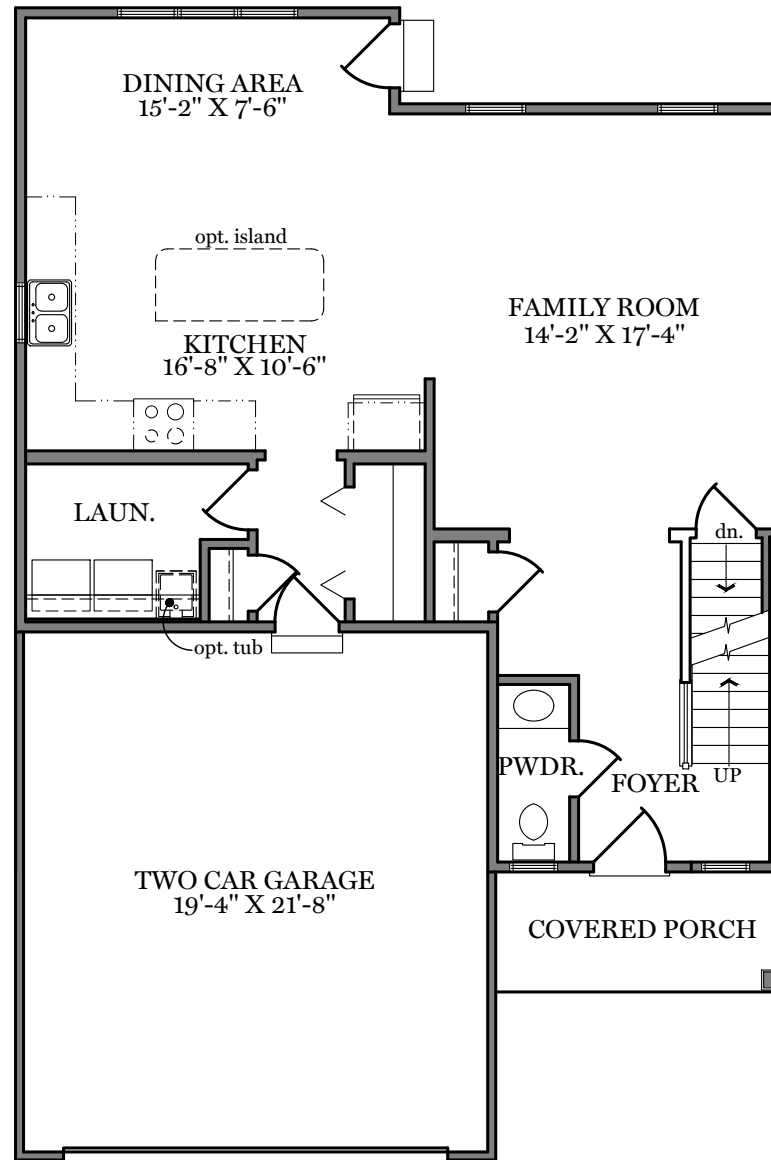 DINING AREA
15'-2" X 7'-6"
opt. island
FAMILY ROOM
14'-2" X 17'-4"
KITCHEN
16'-8" X 10'-6"
LAUN.
dn.
opt. tub
PWDR.
FOYER
UP
TWO CAR GARAGE
19'-4" X 21'-8"
COVERED PORCH